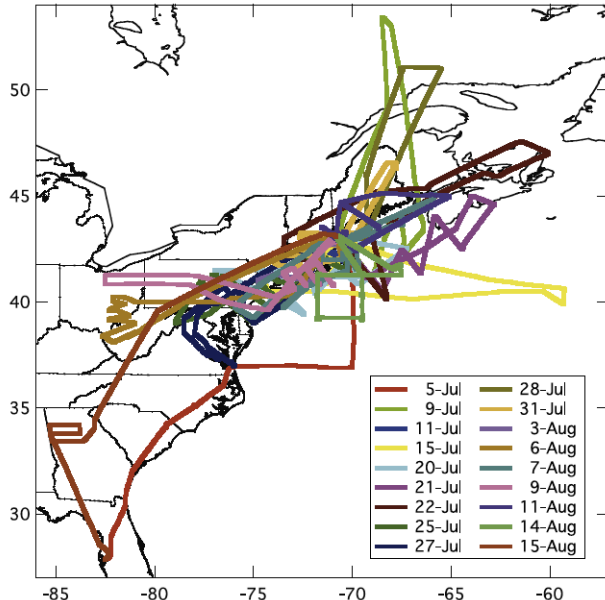 50
45
40
35
30
5-Jul 28-Jul
9-Jul 31-Jul
11-Jul 3-Aug
15-Jul 6-Aug
20-Jul 7-Aug
21-Jul 9-Aug
22-Jul 11-Aug
25-Jul 14-Aug
27-Jul 15-Aug
-85 -80 -75 -70 -65 -60